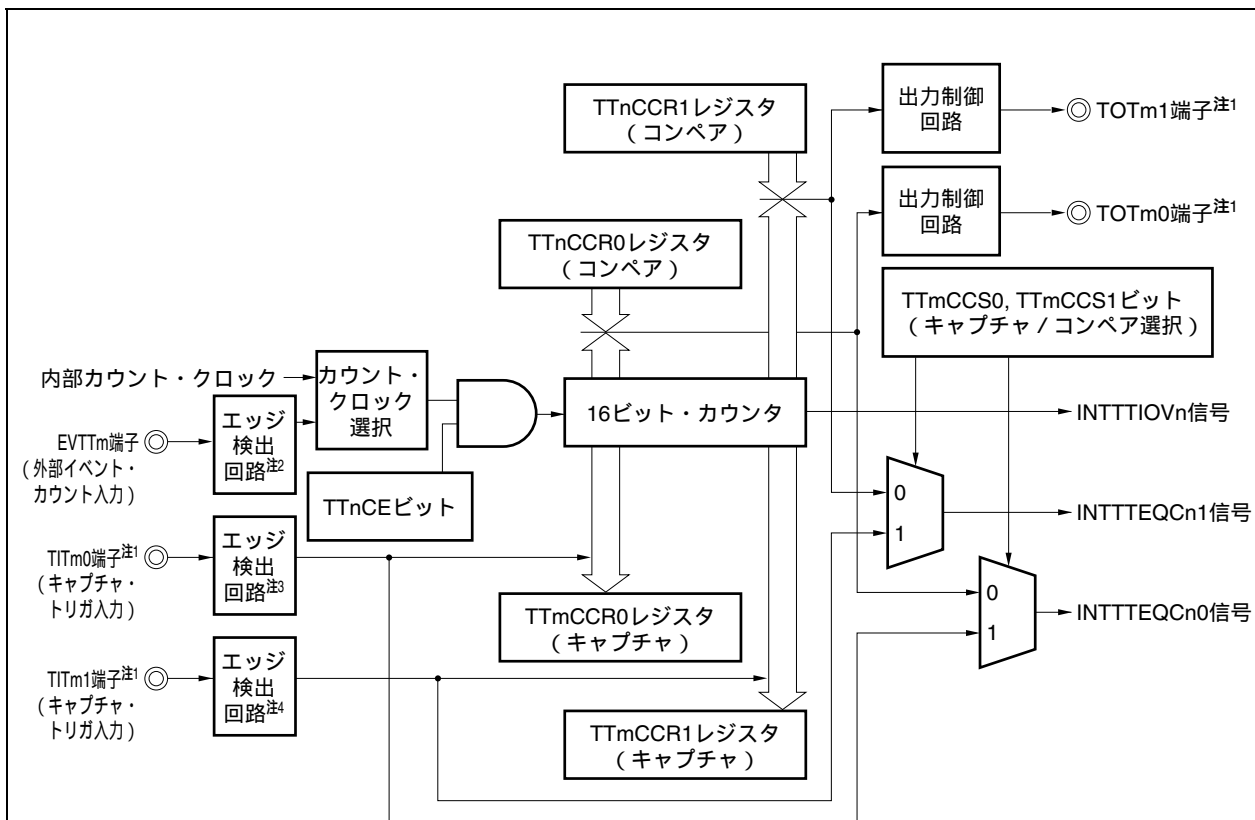 TTnCCR1レジスタ
（コンペア）
出力制御
回路
TOTm1端子注1
TTnCCR0レジスタ
（コンペア）
出力制御
回路
TOTm0端子注1
TTmCCS0, TTmCCS1ビット
（キャプチャ／コンペア選択）
内部カウント・クロック
カウント・
クロック
選択
16ビット・カウンタ
INTTTIOVn信号
EVTTm端子
（外部イベント・
カウント入力）
エッジ
検出
回路注2
TTnCEビット
0
1
INTTTEQCn1信号
TITm0端子注1
（キャプチャ・
トリガ入力）
エッジ
検出
回路注3
TTmCCR0レジスタ
（キャプチャ）
0
1
INTTTEQCn0信号
TITm1端子注1
（キャプチャ・
トリガ入力）
エッジ
検出
回路注4
TTmCCR1レジスタ
（キャプチャ）